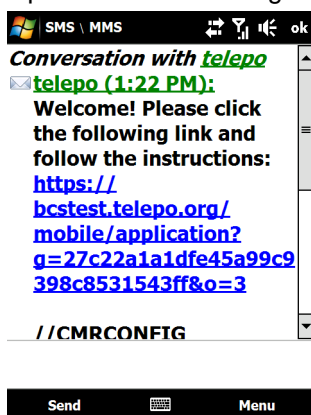 SMS \ MMS ok
Conversation with telepo
telepo (1:22 PM):
Welcome! Please click
the following link and
follow the instructions:
https://
bcstest.telepo.org/
mobile/application?
g=27c22a1a1dfe45a99c9
398c8531543ff&o=3
//CMRCONFIG
Send Menu